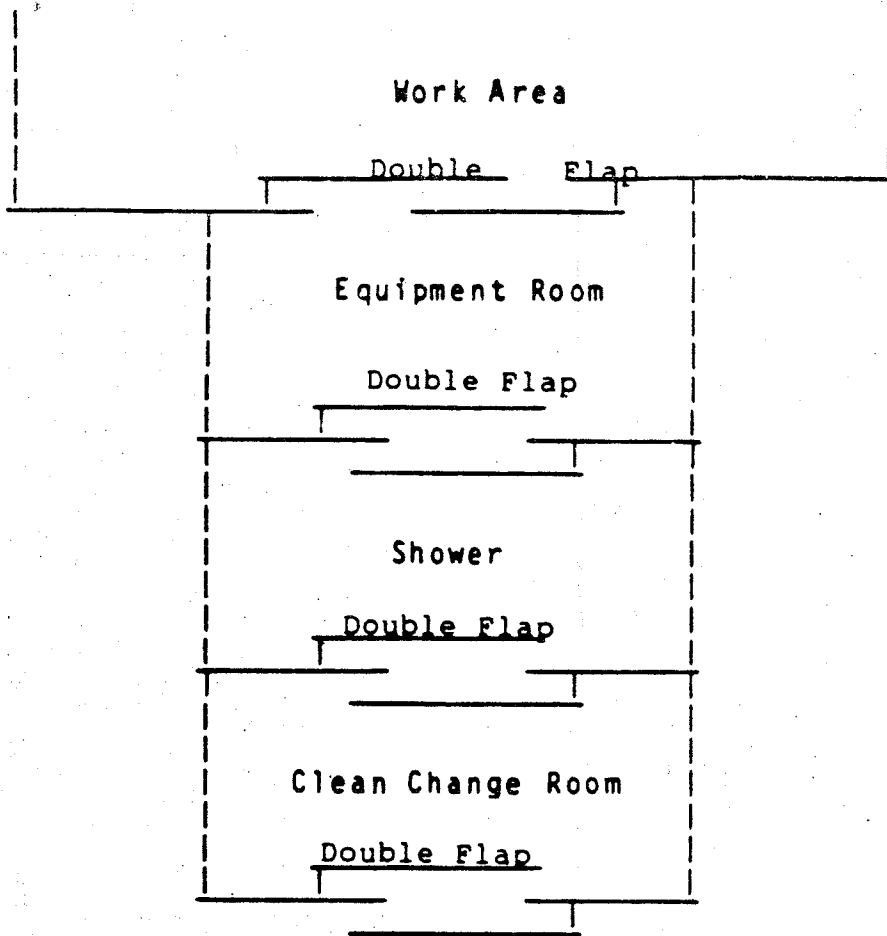 Work Area
Double Flap
Equipment Room
Double Flap
Shower
Double Flap
Clean Change Room
Double Flap